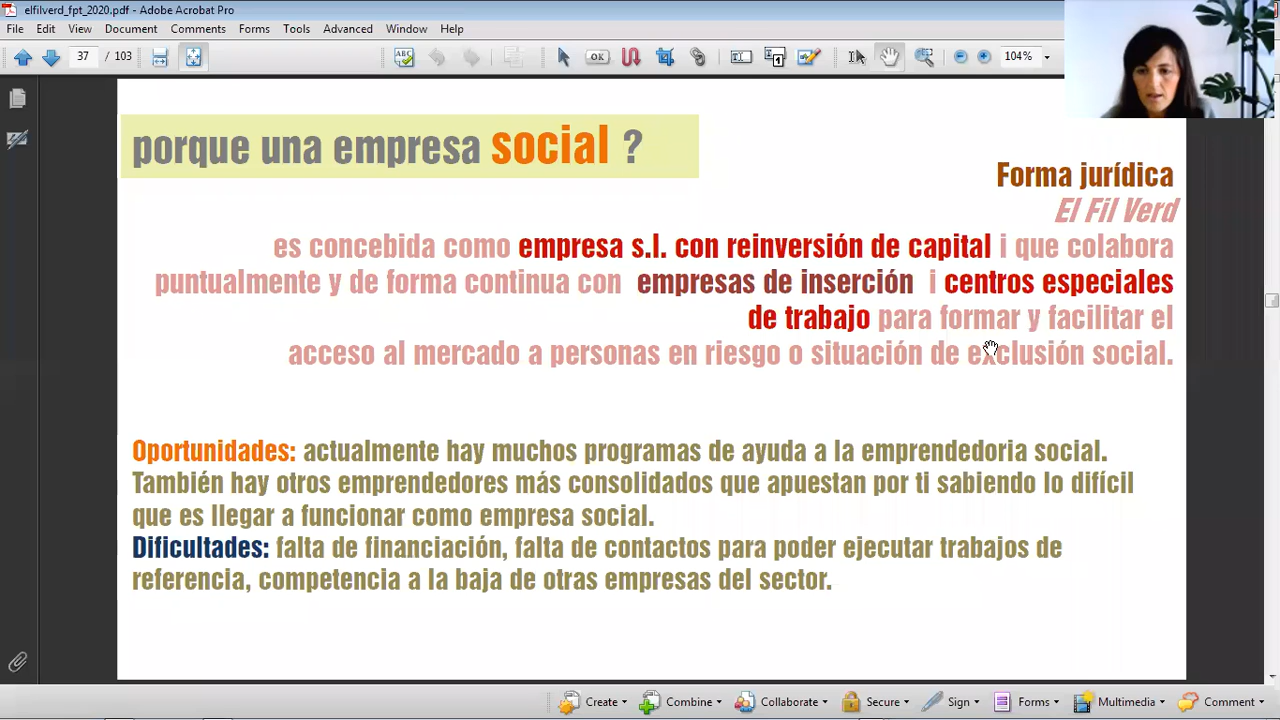 elfilverd_fpt_2020.pdf - Adobe Acrobat Pro
File Edit View Document Comments Forms Tools Advanced Window Help
37 / 103 OK 1 104%
porque una empresa social ?
Forma jurídica
El Fil Verd
es concebida como empresa s.l. con reinversión de capital i que colabora
puntualmente y de forma continua con empresas de inserción i centros especiales
de trabajo para formar y facilitar el
acceso al mercado a personas en riesgo o situación de exclusión social.
Oportunidades: actualmente hay muchos programas de ayuda a la emprendedoria social.
También hay otros emprendedores más consolidados que apuestan por ti sabiendo lo difícil
que es llegar a funcionar como empresa social.
Dificultades: falta de financiación, falta de contactos para poder ejecutar trabajos de
referencia, competencia a la baja de otras empresas del sector.
Create Combine Collaborate Secure Sign Forms Multimedia Comment